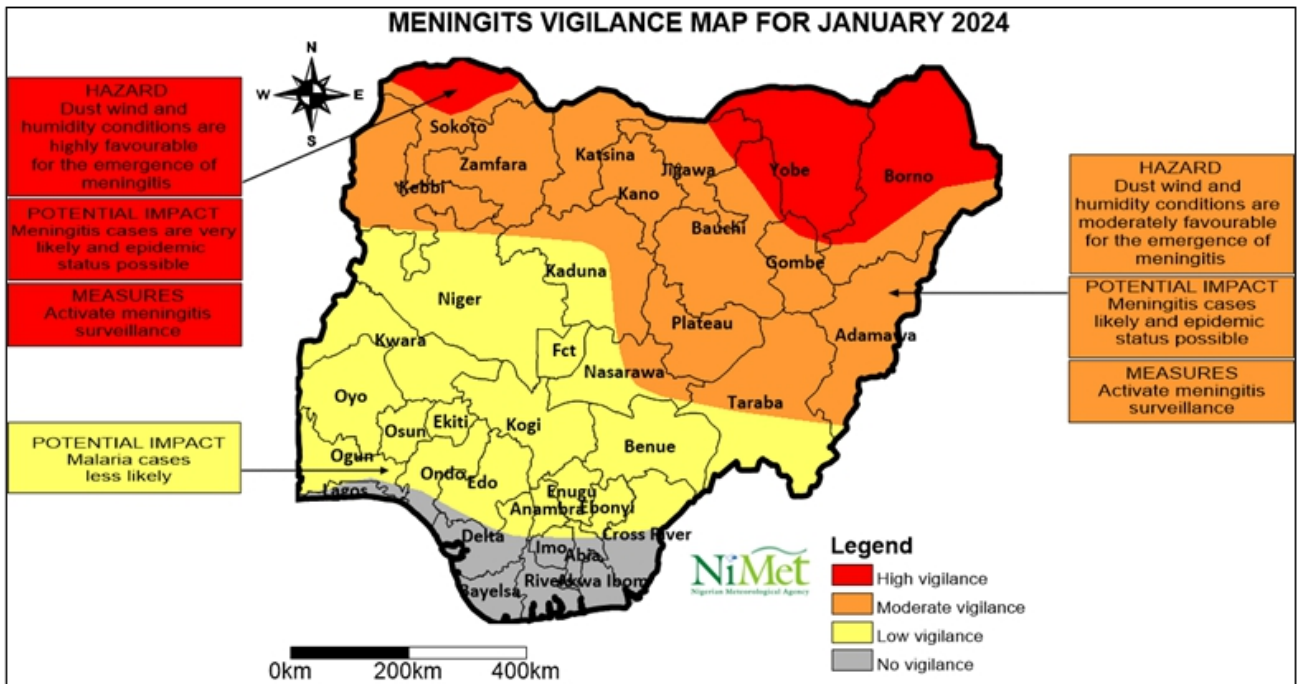 MENINGITS VIGILANCE MAP FOR JANUARY 2024
N
W
E
S
HAZARD
Dust wind and
humidity conditions are
highly favourable
for the emergence of
meningitis
POTENTIAL IMPACT
Meningitis cases are very
likely and epidemic
status possible
MEASURES
Activate meningitis
surveillance
POTENTIAL IMPACT
Malaria cases
less likely
Sokoto
Zamfara
Kebbi
Katsina
Kano
Jigawa
Yobe
Borno
Bauchi
Gombe
Kaduna
Niger
Plateau
Adamawa
Kwara
Fct
Nasarawa
Taraba
Oyo
Osun
Ekiti
Kogi
Benue
Ogun
Ondo
Edo
Lagos
Enugu
Anambra
Ebonyi
Cross River
Delta
Imo
Abia
Bayelsa
Rivers
Akwa Ibom
HAZARD
Dust wind and
humidity conditions are
moderately favourable
for the emergence of
meningitis
POTENTIAL IMPACT
Meningitis cases
likely and epidemic
status possible
MEASURES
Activate meningitis
surveillance
NiMet
Nigerian Meteorological Agency
Legend
High vigilance
Moderate vigilance
Low vigilance
No vigilance
0km 200km 400km